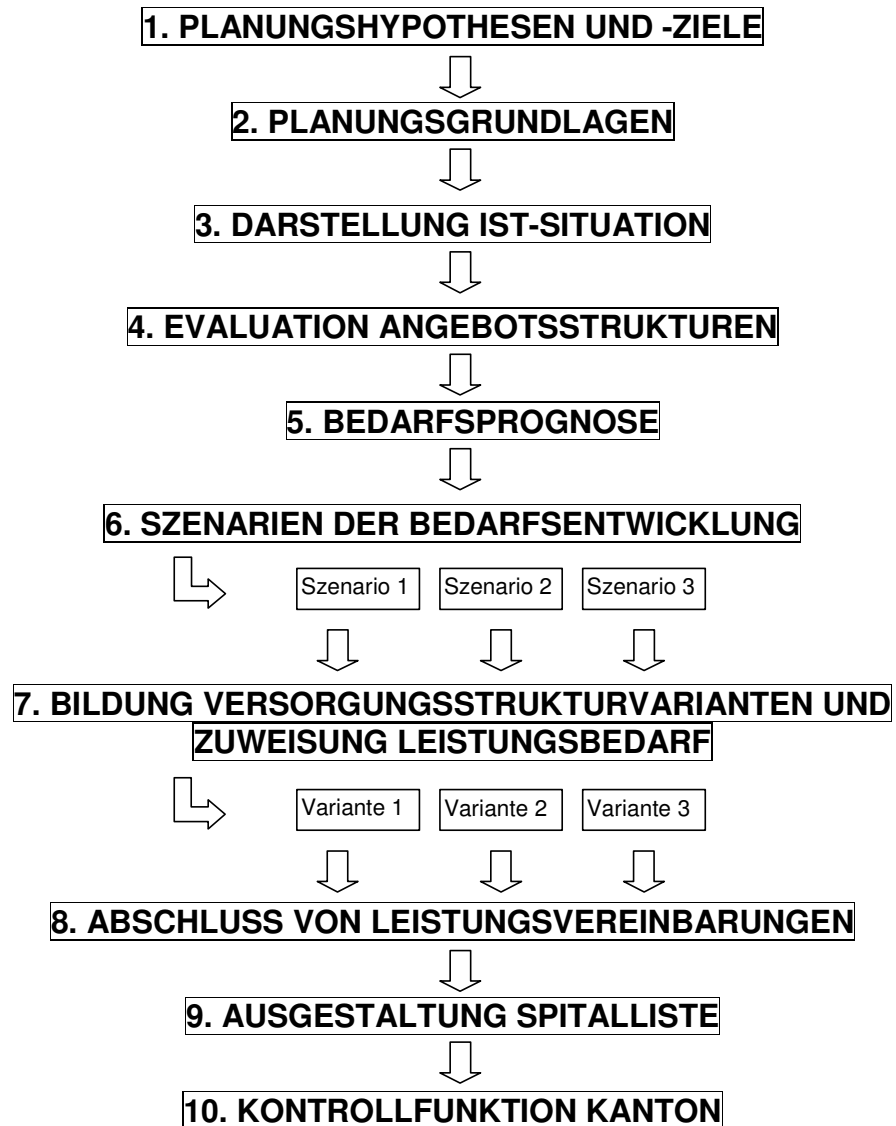 1. PLANUNGSHYPOTHESEN UND -ZIELE
2. PLANUNGSGRUNDLAGEN
3. DARSTELLUNG IST-SITUATION
4. EVALUATION ANGEBOTSSTRUKTUREN
5. BEDARFSPROGNOSE
6. SZENARIEN DER BEDARFSENTWICKLUNG
Szenario 1 Szenario 2 Szenario 3
7. BILDUNG VERSORGUNGSSTRUKTURVARIANTEN UND
ZUWEISUNG LEISTUNGSBEDARF
Variante 1 Variante 2 Variante 3
8. ABSCHLUSS VON LEISTUNGSVEREINBARUNGEN
9. AUSGESTALTUNG SPITALLISTE
10. KONTROLLFUNKTION KANTON